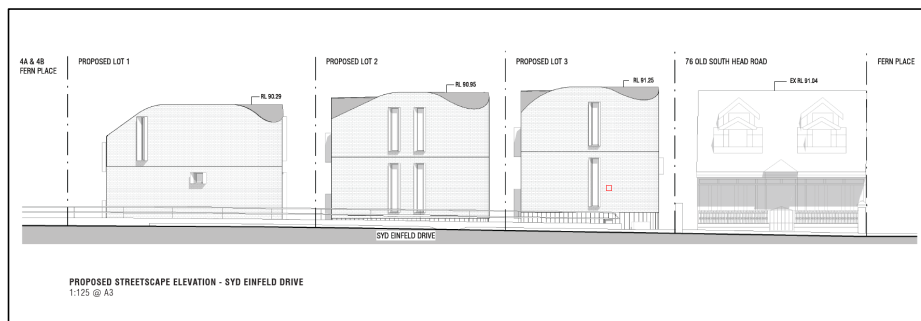 4A & 4B
FERN PLACE
PROPOSED LOT 1
PROPOSED LOT 2
PROPOSED LOT 3
76 OLD SOUTH HEAD ROAD
FERN PLACE
RL 90.29
RL 90.95
RL 91.25
EX RL 91.04
SYD EINFELD DRIVE
PROPOSED STREETSCAPE ELEVATION - SYD EINFELD DRIVE
1:125 @ A3